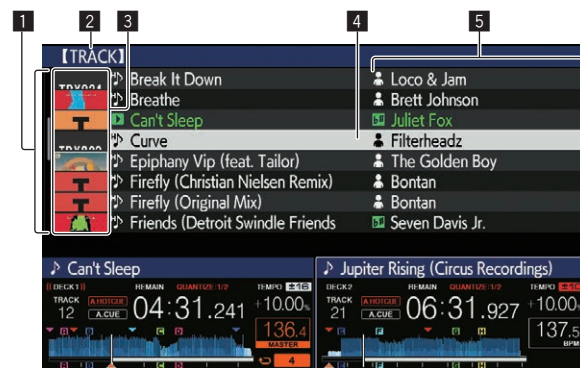 1 2 3 4 5
【TRACK】
Break It Down Loco & Jam
Breathe Brett Johnson
Can't Sleep Juliet Fox
Curve Filterheadz
Epiphany Vip (feat. Tailor) The Golden Boy
Firefly (Christian Nielsen Remix) Bontan
Firefly (Original Mix) Bontan
Friends (Detroit Swindle Friends Seven Davis Jr.
Can't Sleep
DECK1 REMAIN QUANTIZE:1/2 TEMPO ±16
TRACK 12 A.HOTCUE A.CUE 04:31.241 +10.00%
136.4 MASTER
4
Jupiter Rising (Circus Recordings)
DECK2 REMAIN QUANTIZE:1/2 TEMPO
TRACK 21 A.HOTCUE A.CUE 06:31.927 +10.00%
137.5 BPM